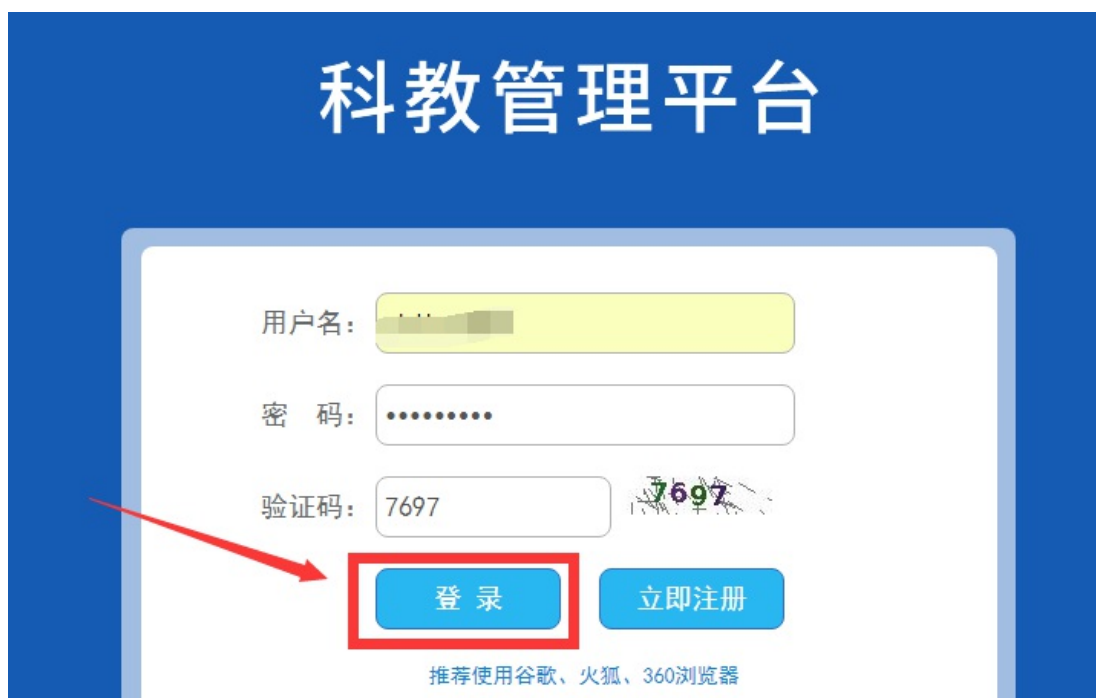 科教管理平台
用户名：
密 码： •••••••••
验证码： 7697 7697
登 录 立即注册
推荐使用谷歌、火狐、360浏览器